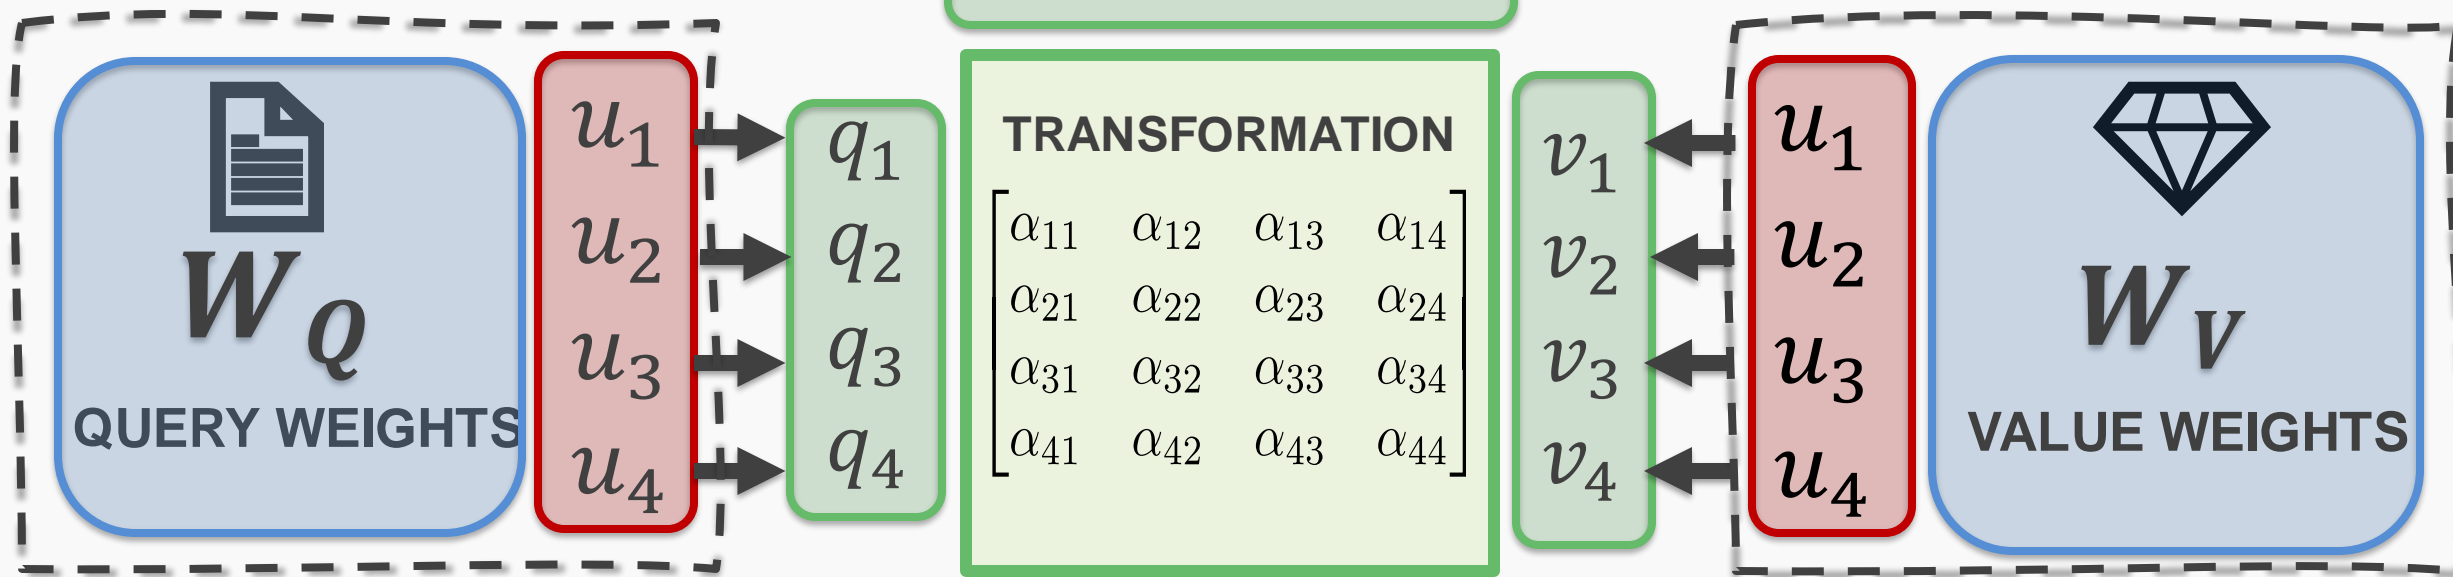 W_Q
QUERY WEIGHTS
u_1
u_2
u_3
u_4
q_1
q_2
q_3
q_4
TRANSFORMATION
α_11 α_12 α_13 α_14
α_21 α_22 α_23 α_24
α_31 α_32 α_33 α_34
α_41 α_42 α_43 α_44
v_1
v_2
v_3
v_4
u_1
u_2
u_3
u_4
W_V
VALUE WEIGHTS